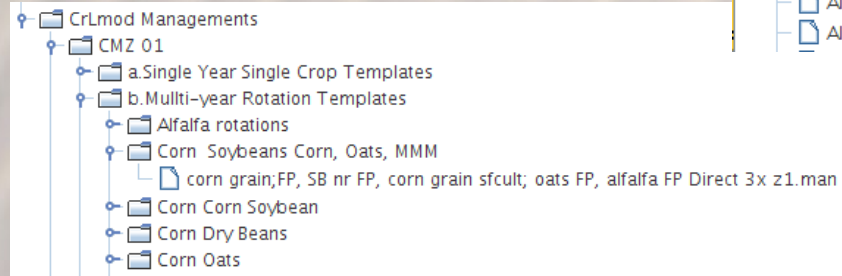 CrLmod Managements
CMZ 01
a.Single Year Single Crop Templates
b.Mullti-year Rotation Templates
Alfalfa rotations
Corn  Soybeans Corn, Oats, MMM
corn grain;FP, SB nr FP, corn grain sfcult; oats FP, alfalfa FP Direct 3x z1.man
Corn Corn Soybean
Corn Dry Beans
Corn Oats